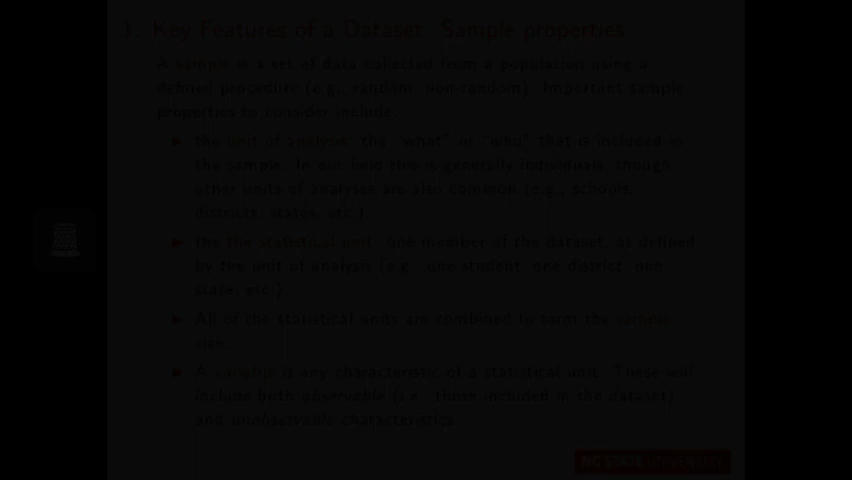 3. Key Features of a Dataset: Sample properties
A sample is a set of data collected from a population using a
defined procedure (e.g., random, non-random). Important sample
properties to consider include:
▶ the unit of analysis: the "what" or "who" that is included in
the sample. In our field this is generally individuals, though
other units of analyses are also common (e.g., schools,
districts, states, etc.)
▶ the the statistical unit: one member of the dataset, as defined
by the unit of analysis (e.g., one student, one district, one
state, etc.)
▶ All of the statistical units are combined to form the sample
size.
▶ A variable is any characteristic of a statistical unit. These will
include both observable (i.e., those included in the dataset)
and unobservable characteristics.
NC STATE UNIVERSITY